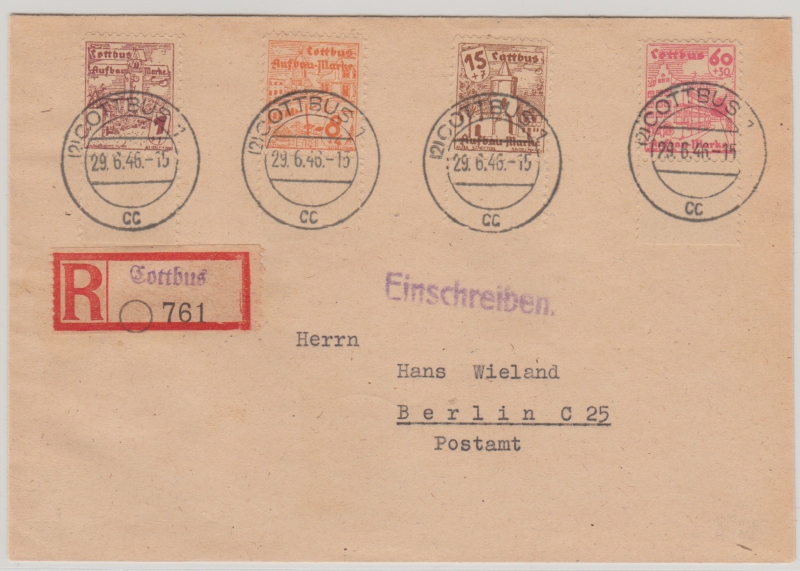 Cottbus
Aufbau-Marke
Cottbus
Aufbau-Marke
8
15
+7
Cottbus
Aufbau-Marke
Cottbus
60
+30
(2) COTTBUS 1
29.6.46.-15
cc
(2) COTTBUS 1
29.6.46.-15
cc
(2) COTTBUS 1
29.6.46.-15
cc
(2) COTTBUS 1
29.6.46.-15
cc
R
Cottbus
761
Einschreiben.
Herrn
Hans Wieland
Berlin C 25
Postamt